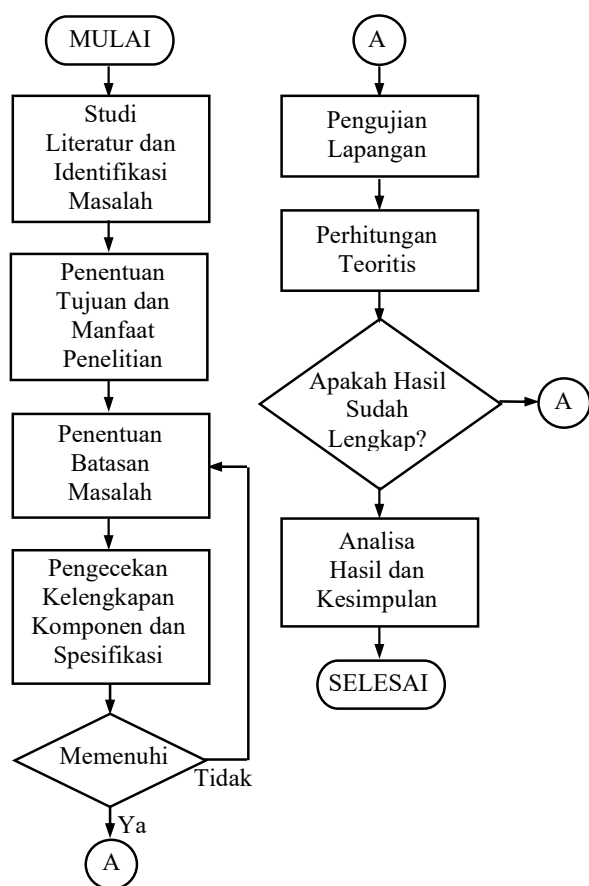 MULAI
Studi
Literatur dan
Identifikasi
Masalah
Penentuan
Tujuan dan
Manfaat
Penelitian
Penentuan
Batasan
Masalah
Pengecekan
Kelengkapan
Komponen dan
Spesifikasi
Memenuhi
Tidak
Ya
A
A
Pengujian
Lapangan
Perhitungan
Teoritis
Apakah Hasil
Sudah
Lengkap?
A
Analisa
Hasil dan
Kesimpulan
SELESAI